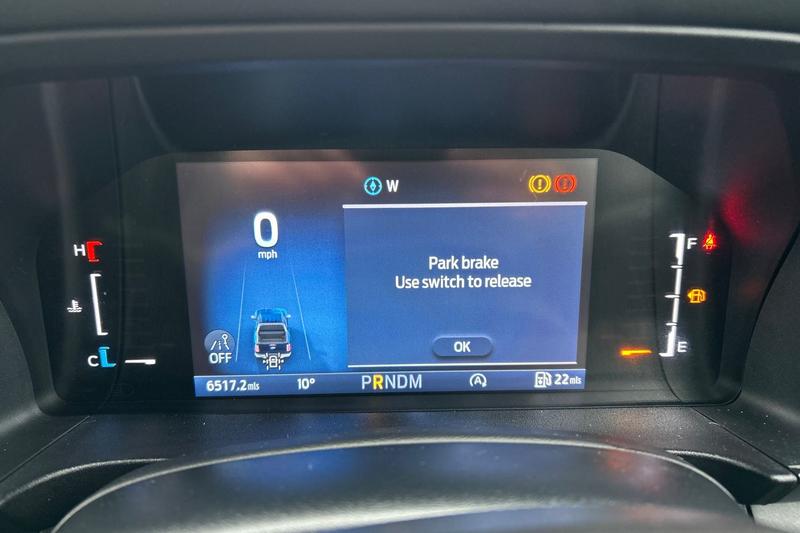 W
0
mph
Park brake
Use switch to release
OK
OFF
H
C
F
E
6517.2mls
10°
PRNDM
A
22mls